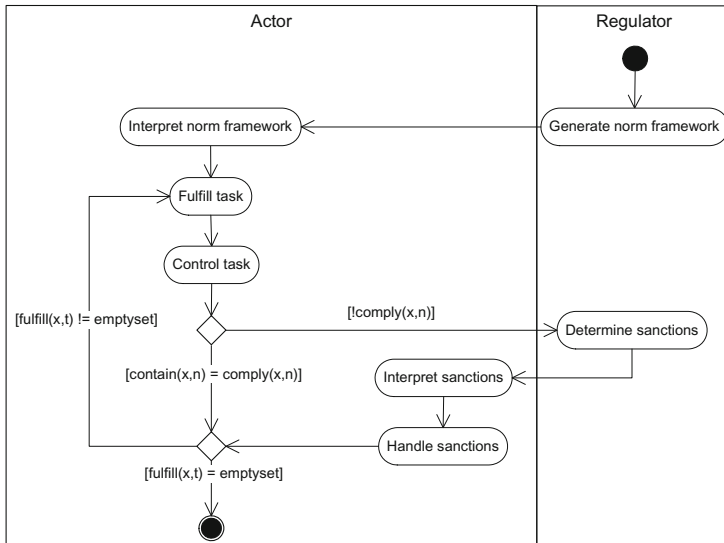 Actor
Regulator
Interpret norm framework
Generate norm framework
Fulfill task
Control task
[fulfill(x,t) != emptyset]
[!comply(x,n)]
Determine sanctions
[contain(x,n) = comply(x,n)]
Interpret sanctions
Handle sanctions
[fulfill(x,t) = emptyset]